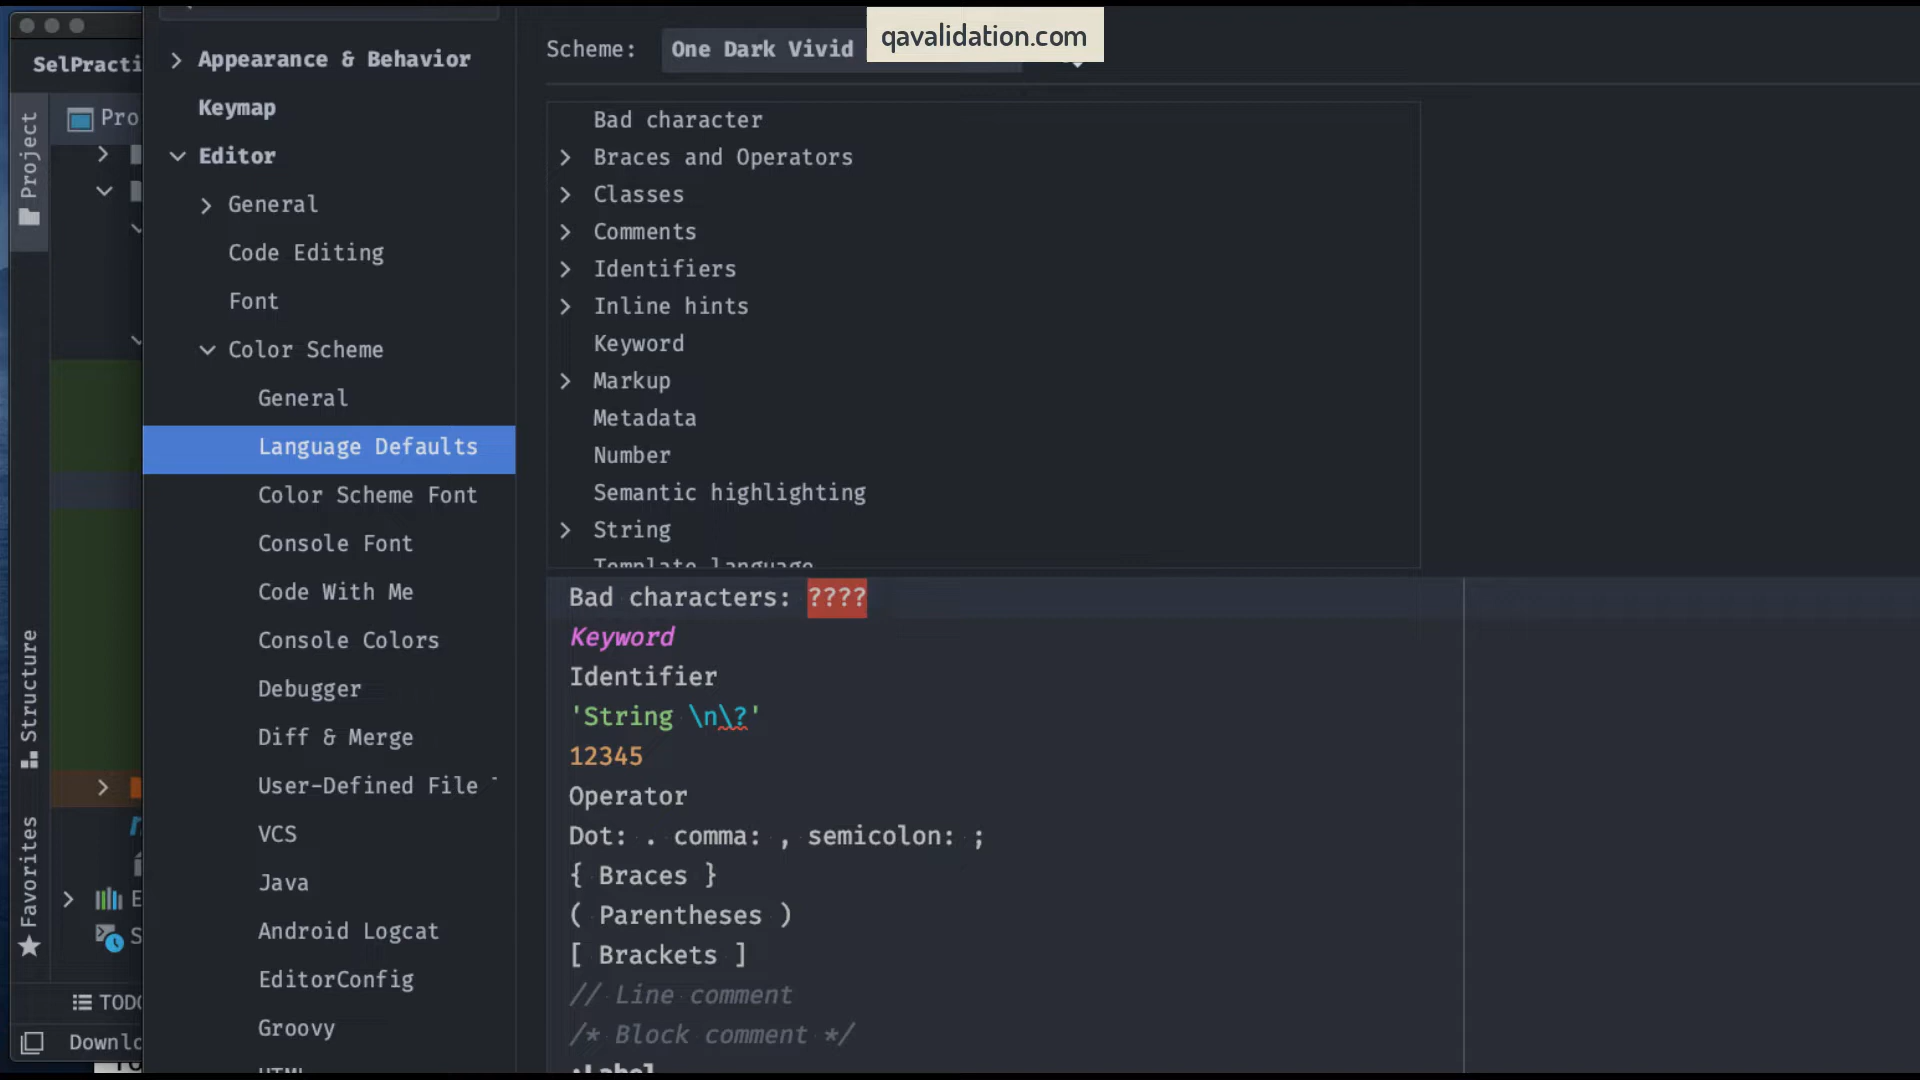 qavalidation.com
SelPracti
Project
Pro
Structure
Favorites
TODO
Appearance & Behavior
Keymap
Editor
General
Code Editing
Font
Color Scheme
General
Language Defaults
Color Scheme Font
Console Font
Code With Me
Console Colors
Debugger
Diff & Merge
User-Defined File
VCS
Java
Android Logcat
EditorConfig
Groovy
HTML
Scheme: One Dark Vivid
Bad character
Braces and Operators
Classes
Comments
Identifiers
Inline hints
Keyword
Markup
Metadata
Number
Semantic highlighting
String
Template language
Bad characters: ????
Keyword
Identifier
'String \n\?'
12345
Operator
Dot: . comma: , semicolon: ;
{ Braces }
( Parentheses )
[ Brackets ]
// Line comment
/* Block comment */
:Label